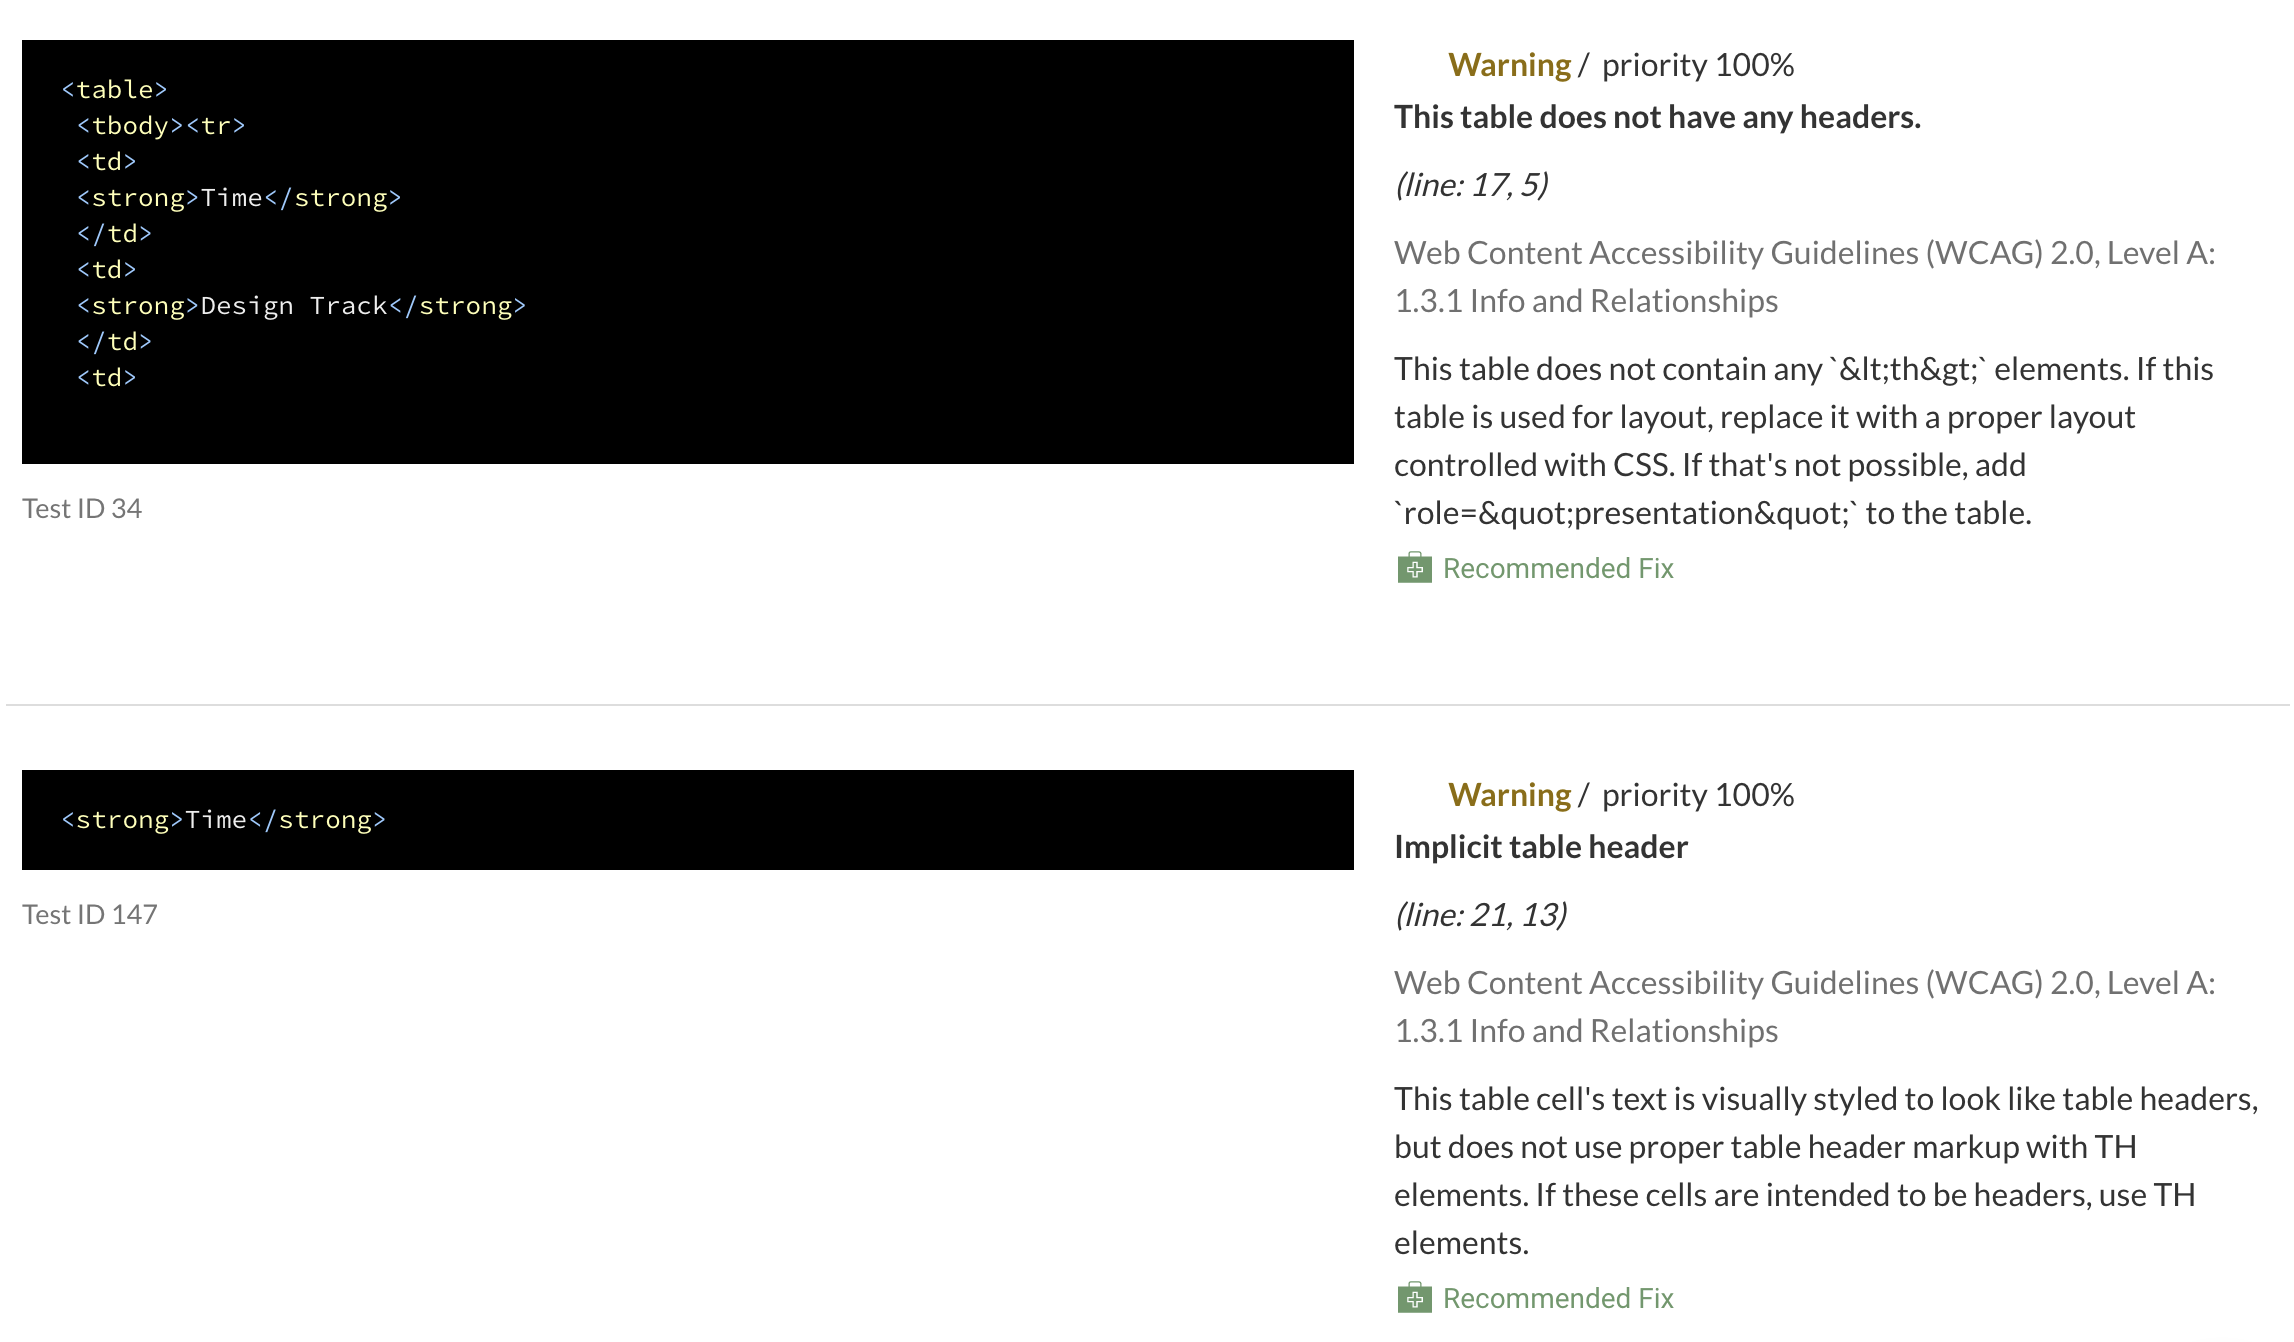 <table>
<tbody><tr>
<td>
<strong>Time</strong>
</td>
<td>
<strong>Design Track</strong>
</td>
<td>
Test ID 34
Warning / priority 100%
This table does not have any headers.
(line: 17, 5)
Web Content Accessibility Guidelines (WCAG) 2.0, Level A:
1.3.1 Info and Relationships
This table does not contain any `&lt;th&gt;` elements. If this
table is used for layout, replace it with a proper layout
controlled with CSS. If that's not possible, add
`role=&quot;presentation&quot;` to the table.
Recommended Fix
<strong>Time</strong>
Test ID 147
Warning / priority 100%
Implicit table header
(line: 21, 13)
Web Content Accessibility Guidelines (WCAG) 2.0, Level A:
1.3.1 Info and Relationships
This table cell's text is visually styled to look like table headers,
but does not use proper table header markup with TH
elements. If these cells are intended to be headers, use TH
elements.
Recommended Fix